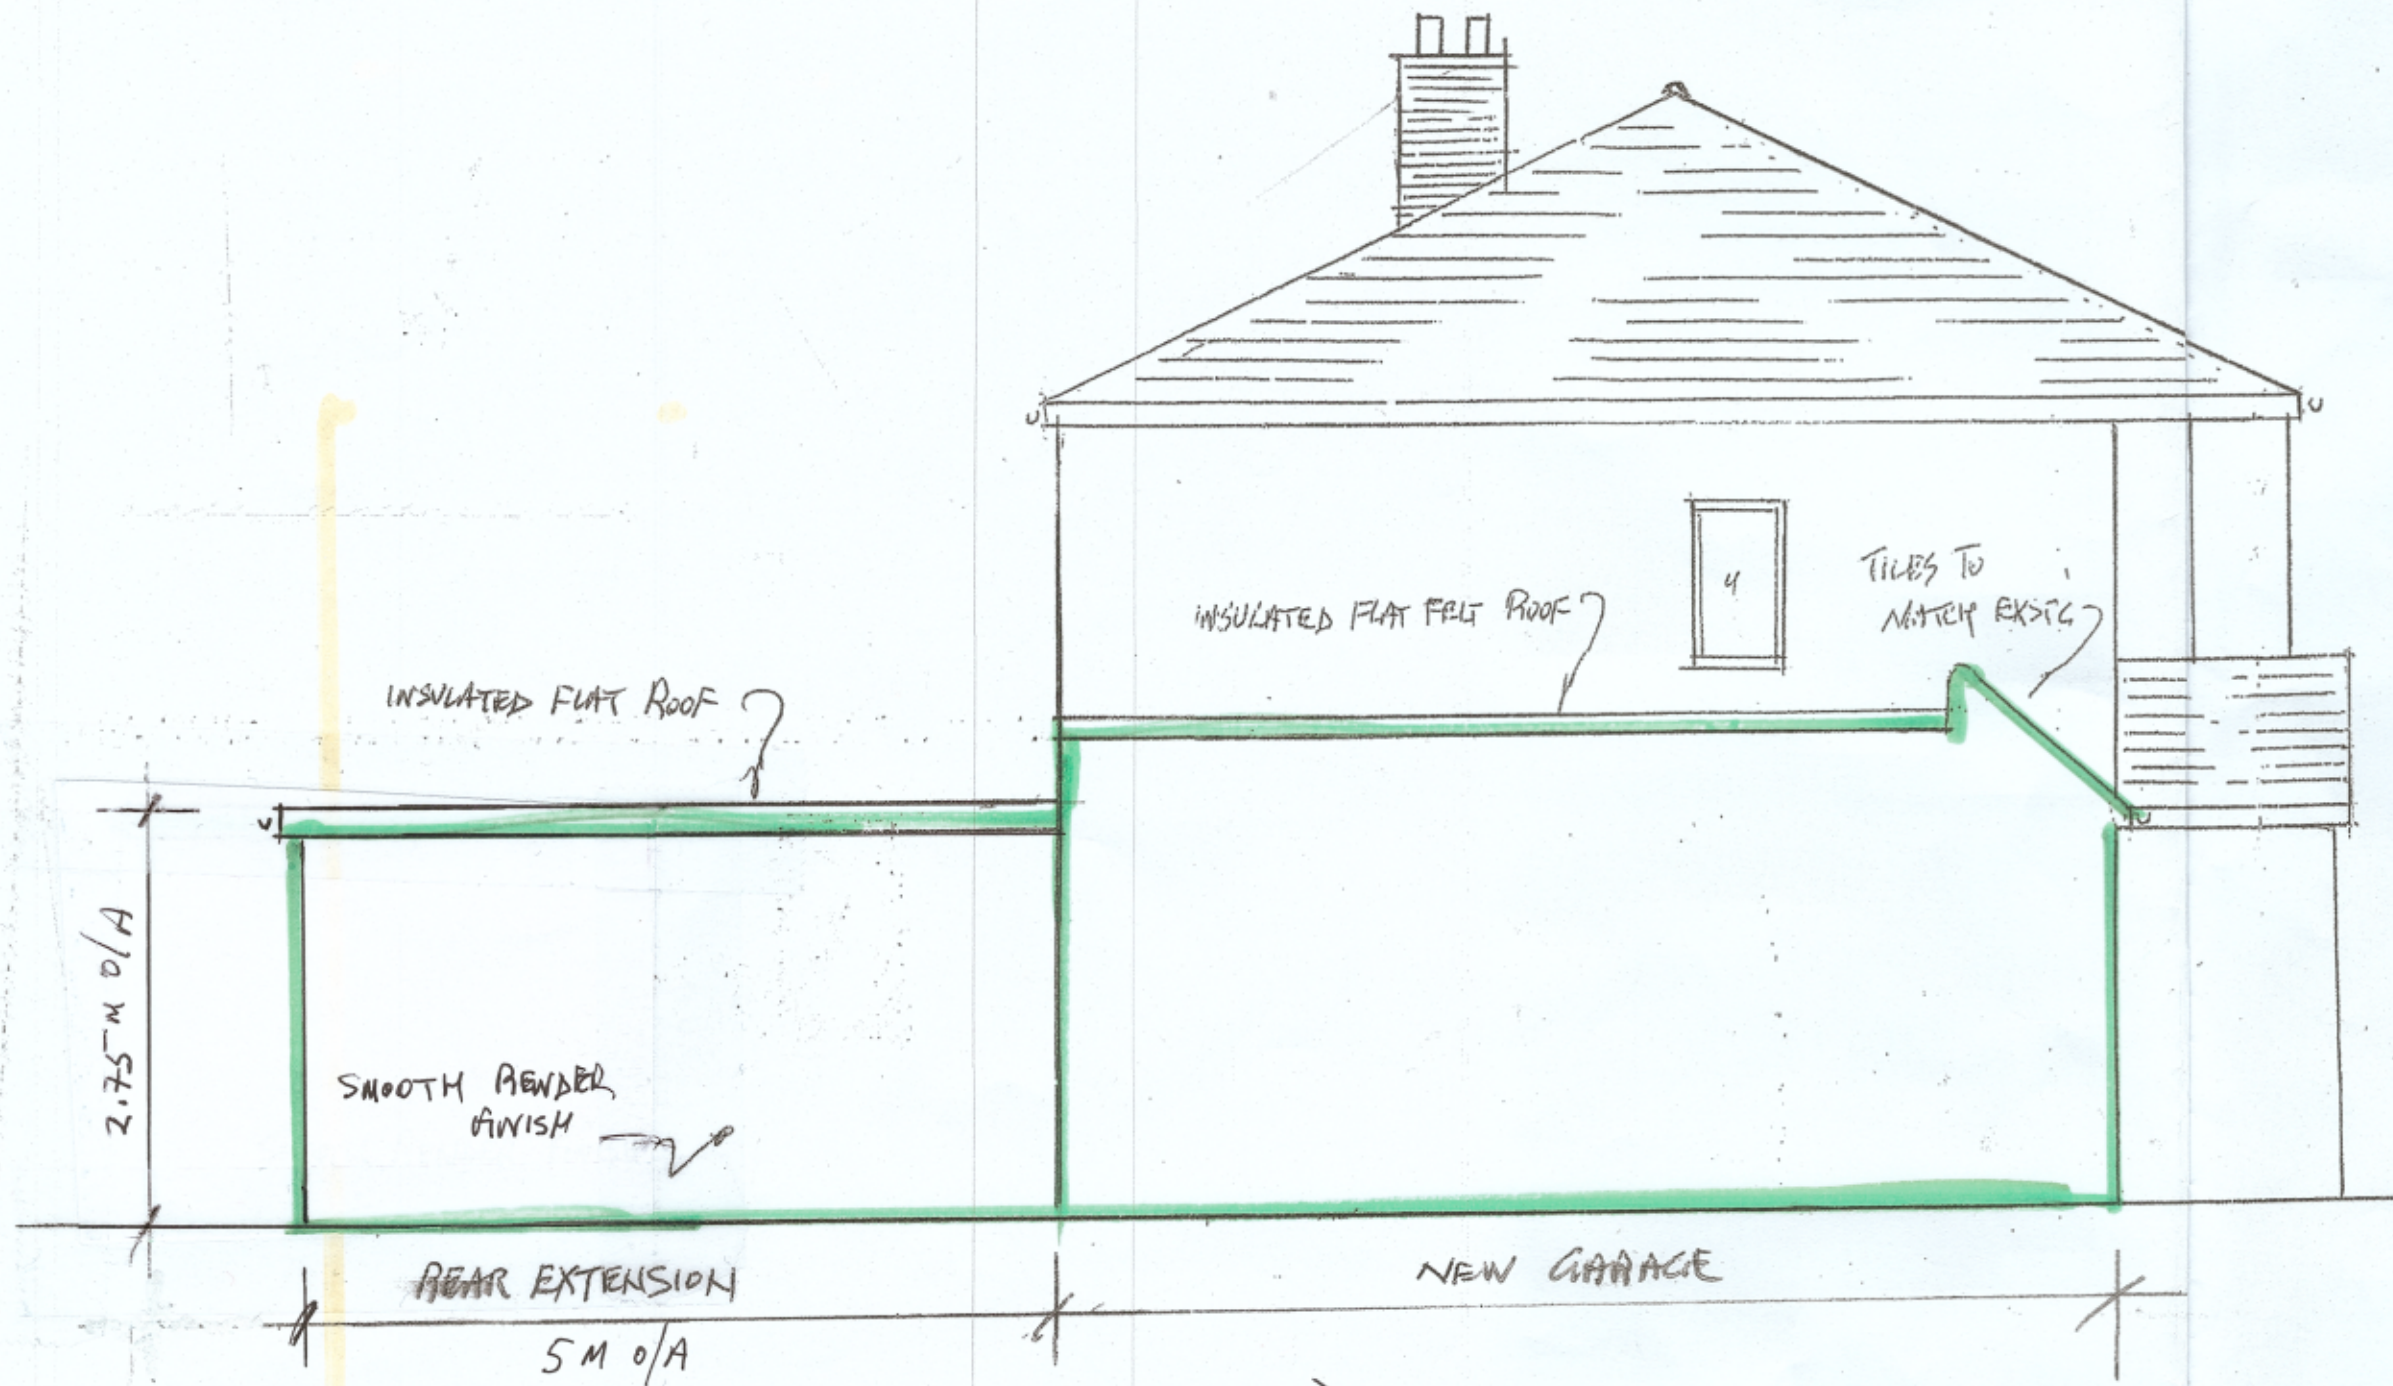 TILES TO
MATCH EXSTG
INSULATED FLAT FELT ROOF
INSULATED FLAT ROOF
2.75 M O/A
SMOOTH RENDER
FINISH
REAR EXTENSION
NEW GARAGE
5 M O/A